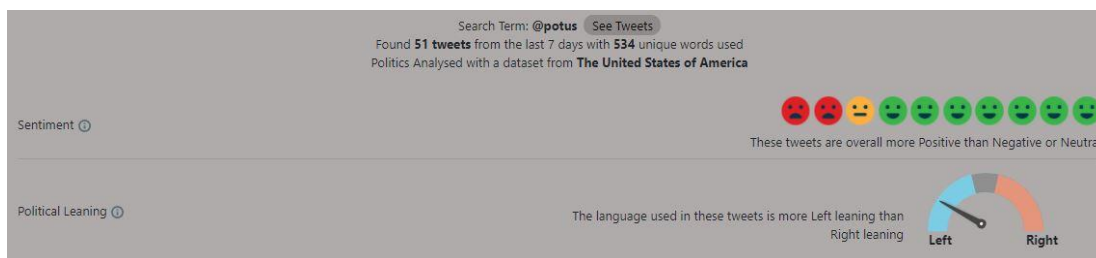 Search Term: @potus See Tweets
Found 51 tweets from the last 7 days with 534 unique words used
Politics Analysed with a dataset from The United States of America
Sentiment
These tweets are overall more Positive than Negative or Neutra
Political Leaning
The language used in these tweets is more Left leaning than
Right leaning
Left Right